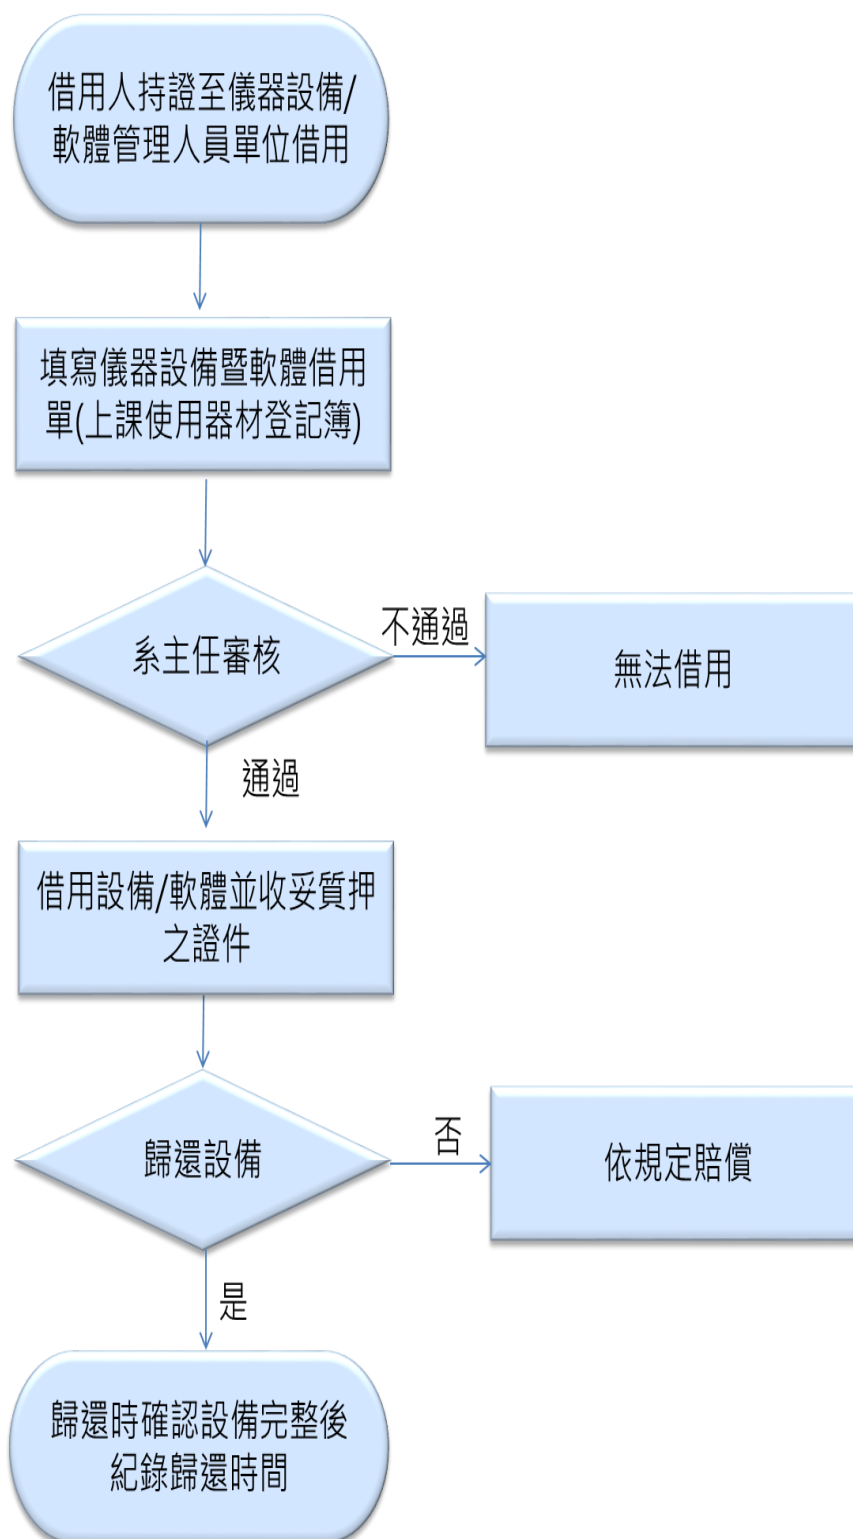 借用人持證至儀器設備/
軟體管理人員單位借用
填寫儀器設備暨軟體借用
單(上課使用器材登記簿)
系主任審核
不通過
無法借用
通過
借用設備/軟體並收妥質押
之證件
歸還設備
否
依規定賠償
是
歸還時確認設備完整後
紀錄歸還時間